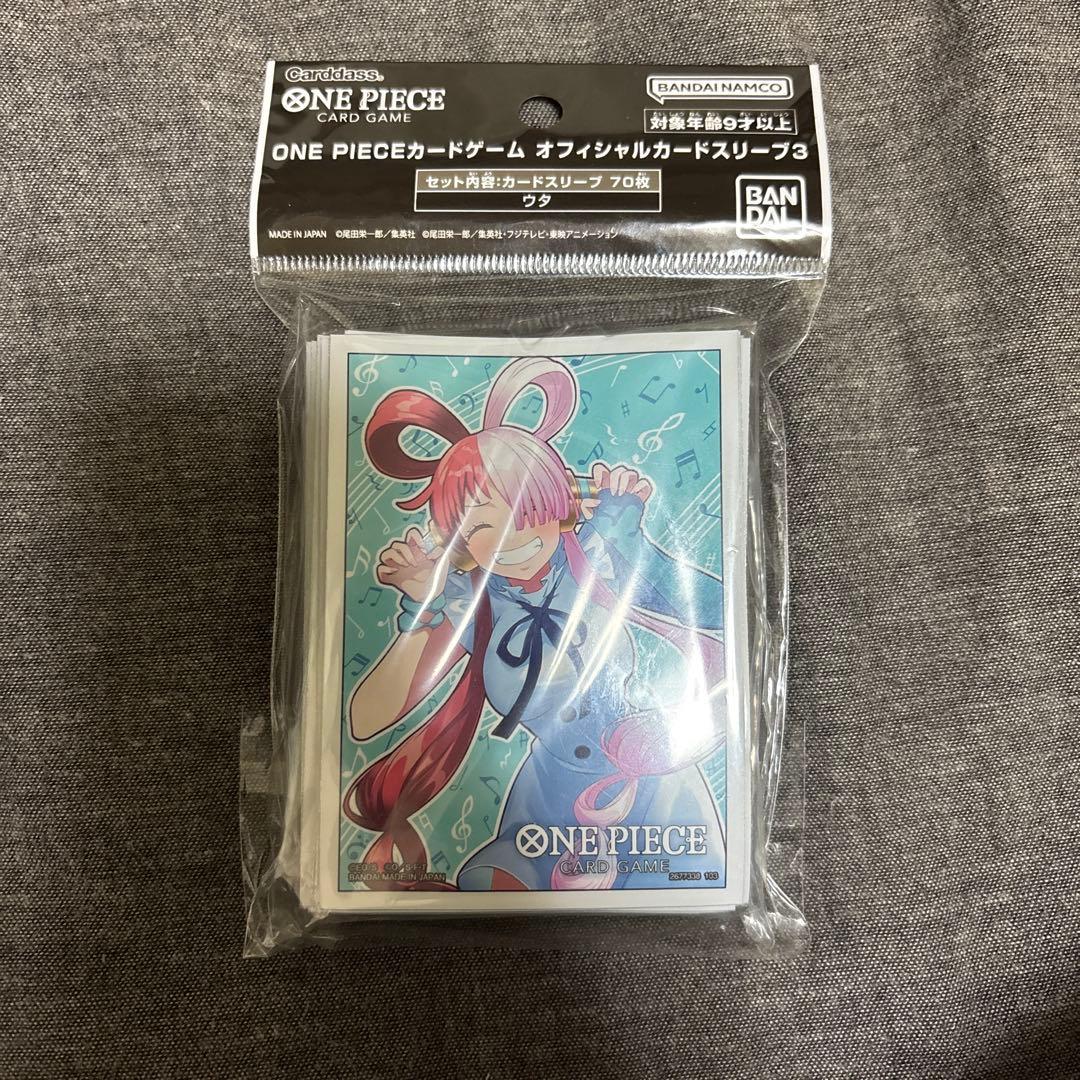 Carddass®
ONE PIECE
CARD GAME
BANDAI NAMCO
対象年齢9才以上
ONE PIECEカードゲーム オフィシャルカードスリーブ3
セット内容:カードスリーブ 70枚
ウタ
BANDAI
MADE IN JAPAN ©尾田栄一郎/集英社 ©尾田栄一郎/集英社・フジテレビ・東映アニメーション
ONE PIECE
CARD GAME
BANDAI MADE IN JAPAN
2677338 103